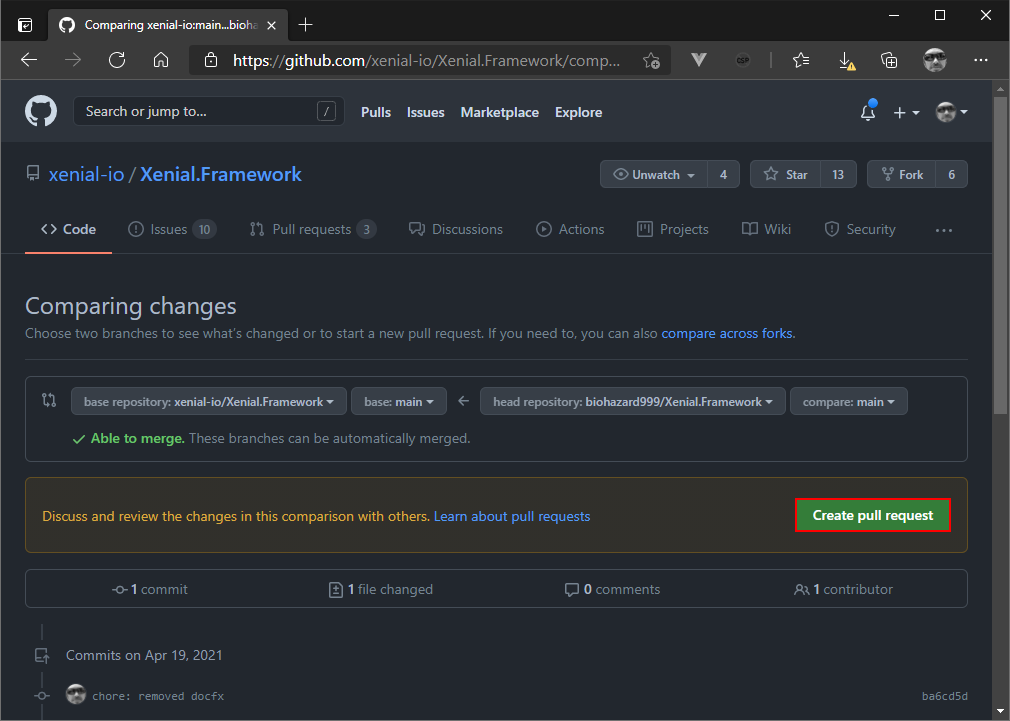 Comparing xenial-io:main...bioha
https://github.com/xenial-io/Xenial.Framework/comp...
Search or jump to... /
Pulls Issues Marketplace Explore
xenial-io / Xenial.Framework
Unwatch 4 Star 13 Fork 6
Code Issues 10 Pull requests 3 Discussions Actions Projects Wiki Security ...
Comparing changes
Choose two branches to see what's changed or to start a new pull request. If you need to, you can also compare across forks.
base repository: xenial-io/Xenial.Framework base: main head repository: biohazard999/Xenial.Framework compare: main
Able to merge. These branches can be automatically merged.
Discuss and review the changes in this comparison with others. Learn about pull requests
Create pull request
1 commit 1 file changed 0 comments 1 contributor
Commits on Apr 19, 2021
chore: removed docfx ba6cd5d